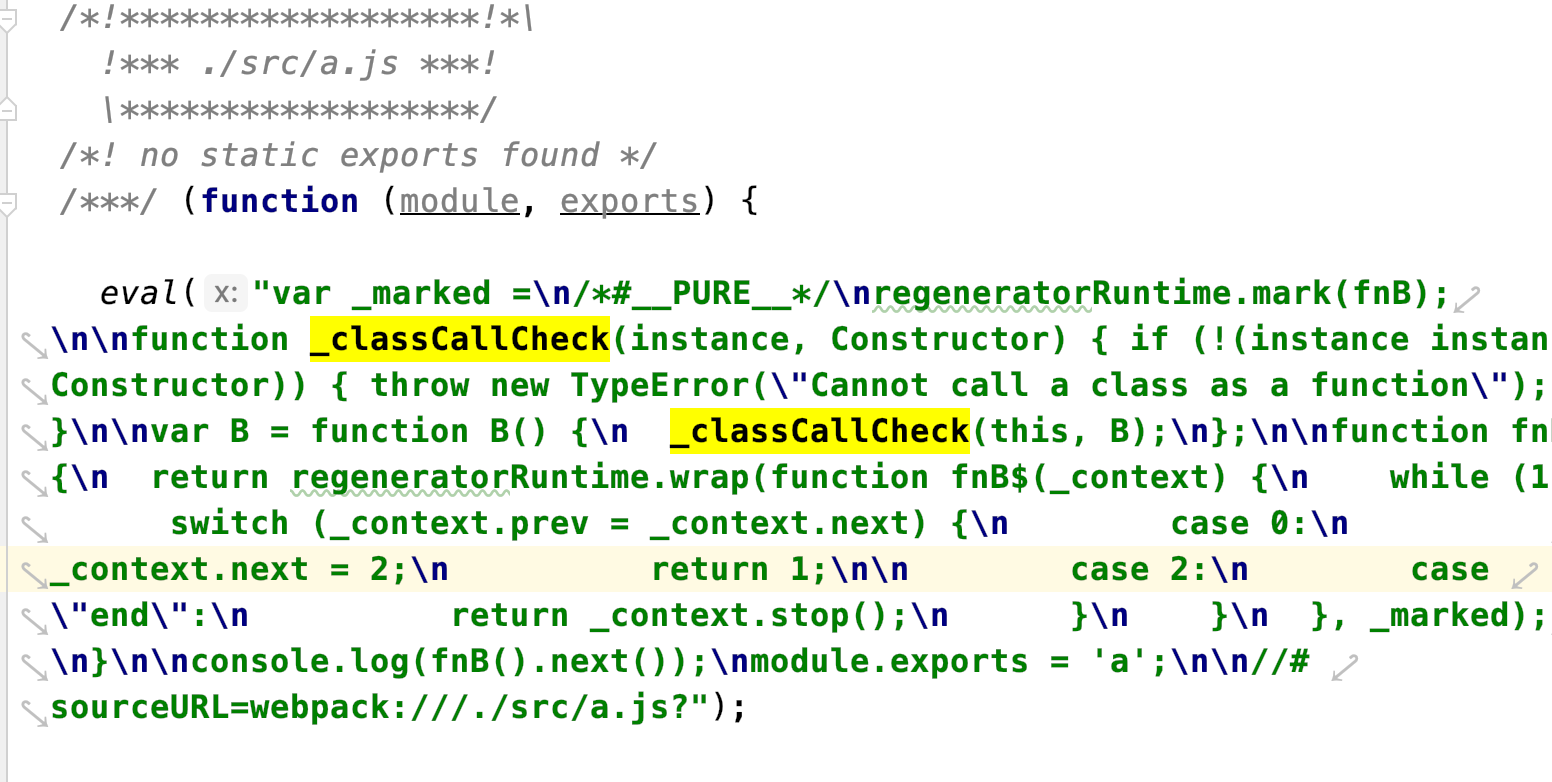 /*!******************!*\
!*** ./src/a.js ***!
\******************/
/*! no static exports found */
/***/ (function (module, exports) {
eval( x: "var _marked =\n/*#__PURE__*/\nregeneratorRuntime.mark(fnB);
\n\nfunction _classCallCheck(instance, Constructor) { if (!(instance instan
Constructor)) { throw new TypeError(\"Cannot call a class as a function\");
}\n\nvar B = function B() {\n  _classCallCheck(this, B);\n};\n\nfunction fn
{\n  return regeneratorRuntime.wrap(function fnB$(_context) {\n    while (1
switch (_context.prev = _context.next) {\n        case 0:\n
_context.next = 2;\n          return 1;\n\n        case 2:\n        case
\"end\":\n          return _context.stop();\n      }\n    }\n  }, _marked);
\n}\n\nconsole.log(fnB().next());\nmodule.exports = 'a';\n\n//#
sourceURL=webpack:///./src/a.js?");